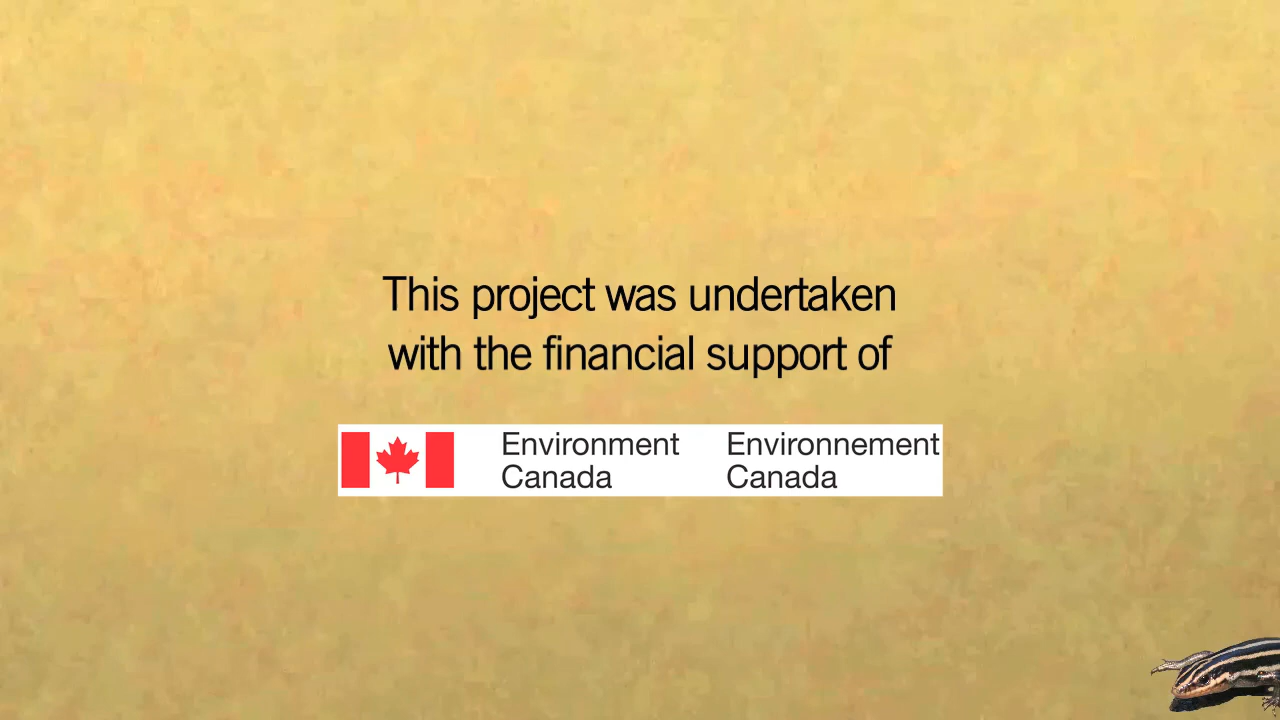 This project was undertaken
with the financial support of
Environment Environnement
Canada Canada